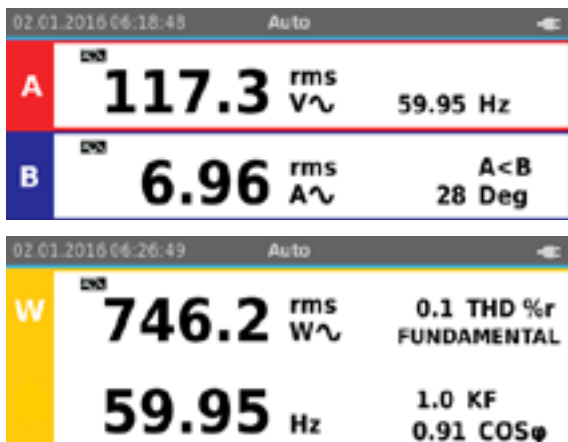 02.01.2016 06:18:48 Auto
A 117.3 rms V∿ 59.95 Hz
B 6.96 rms A∿ A<B
28 Deg
02.01.2016 06:26:49 Auto
W 746.2 rms W∿ 0.1 THD %r
FUNDAMENTAL
59.95 Hz 1.0 KF
0.91 COSφ